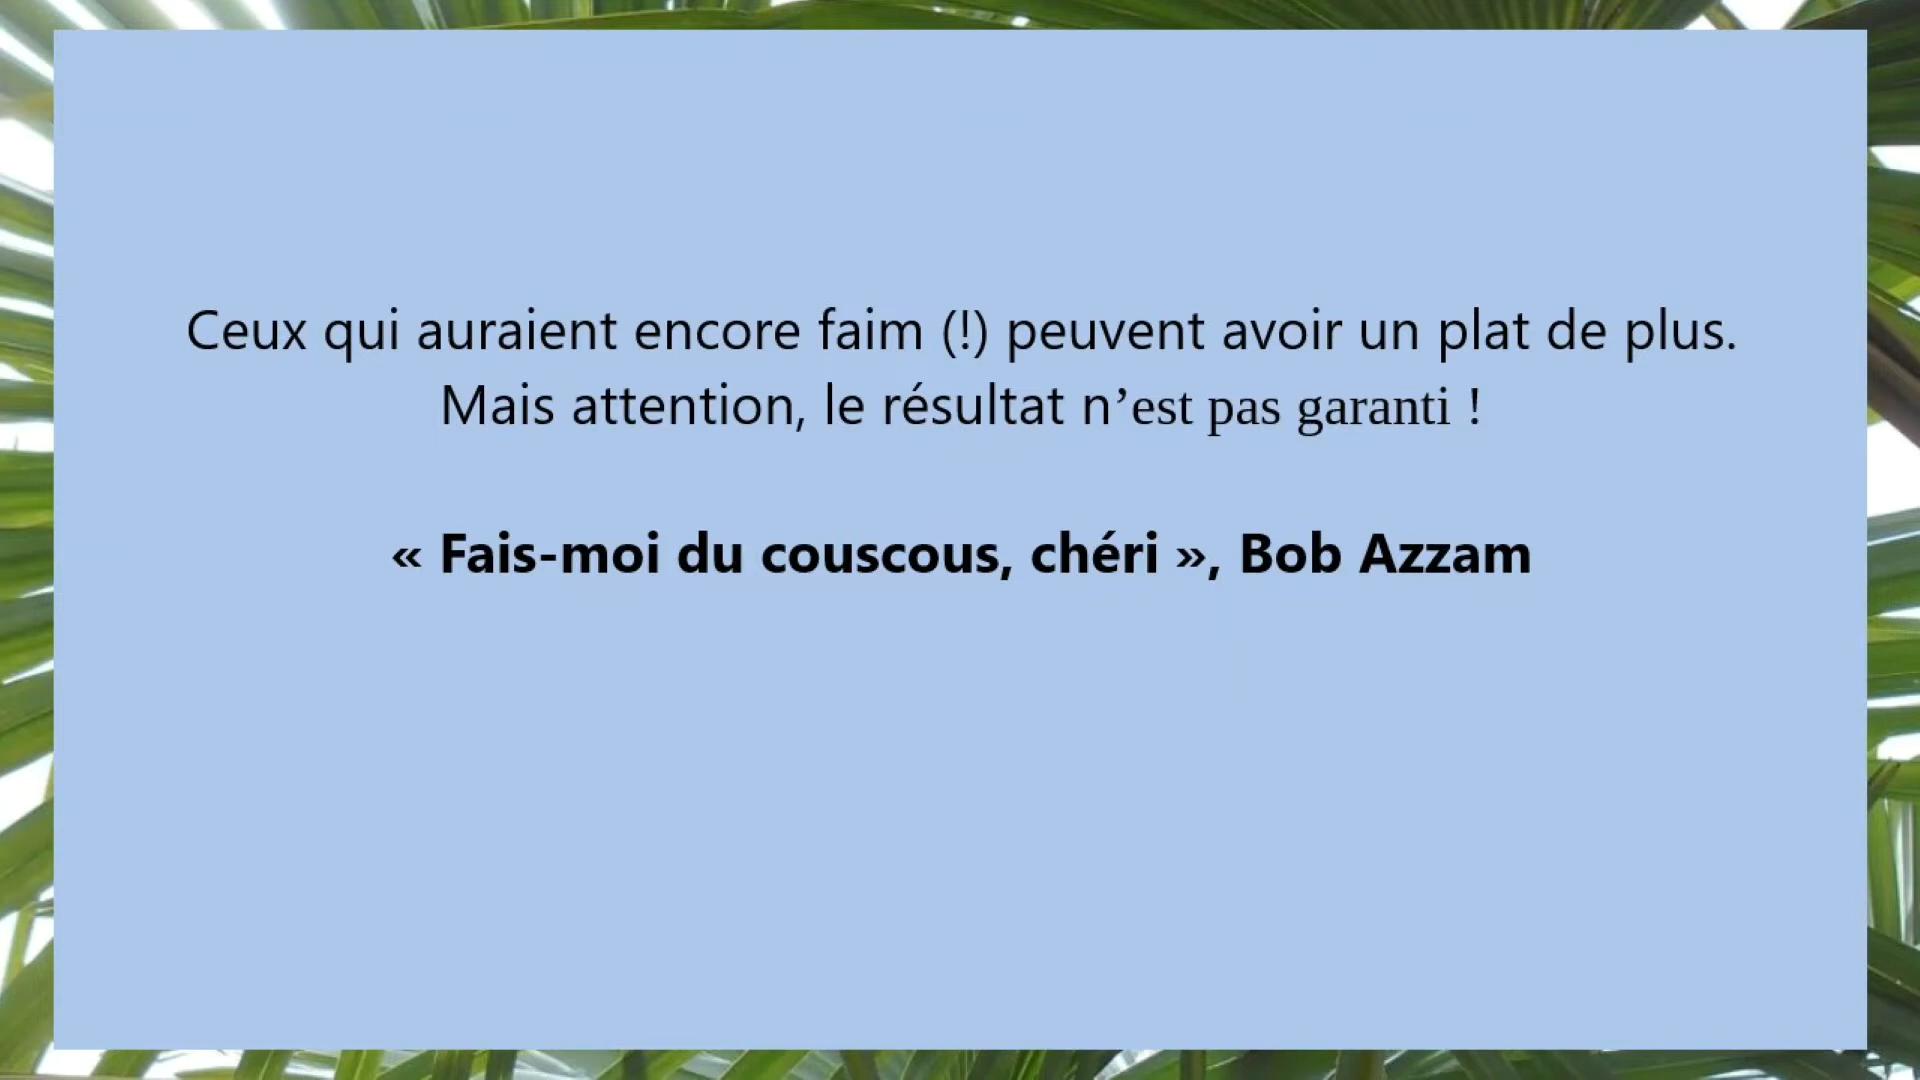 Ceux qui auraient encore faim (!) peuvent avoir un plat de plus.
Mais attention, le résultat n’est pas garanti !
« Fais-moi du couscous, chéri », Bob Azzam